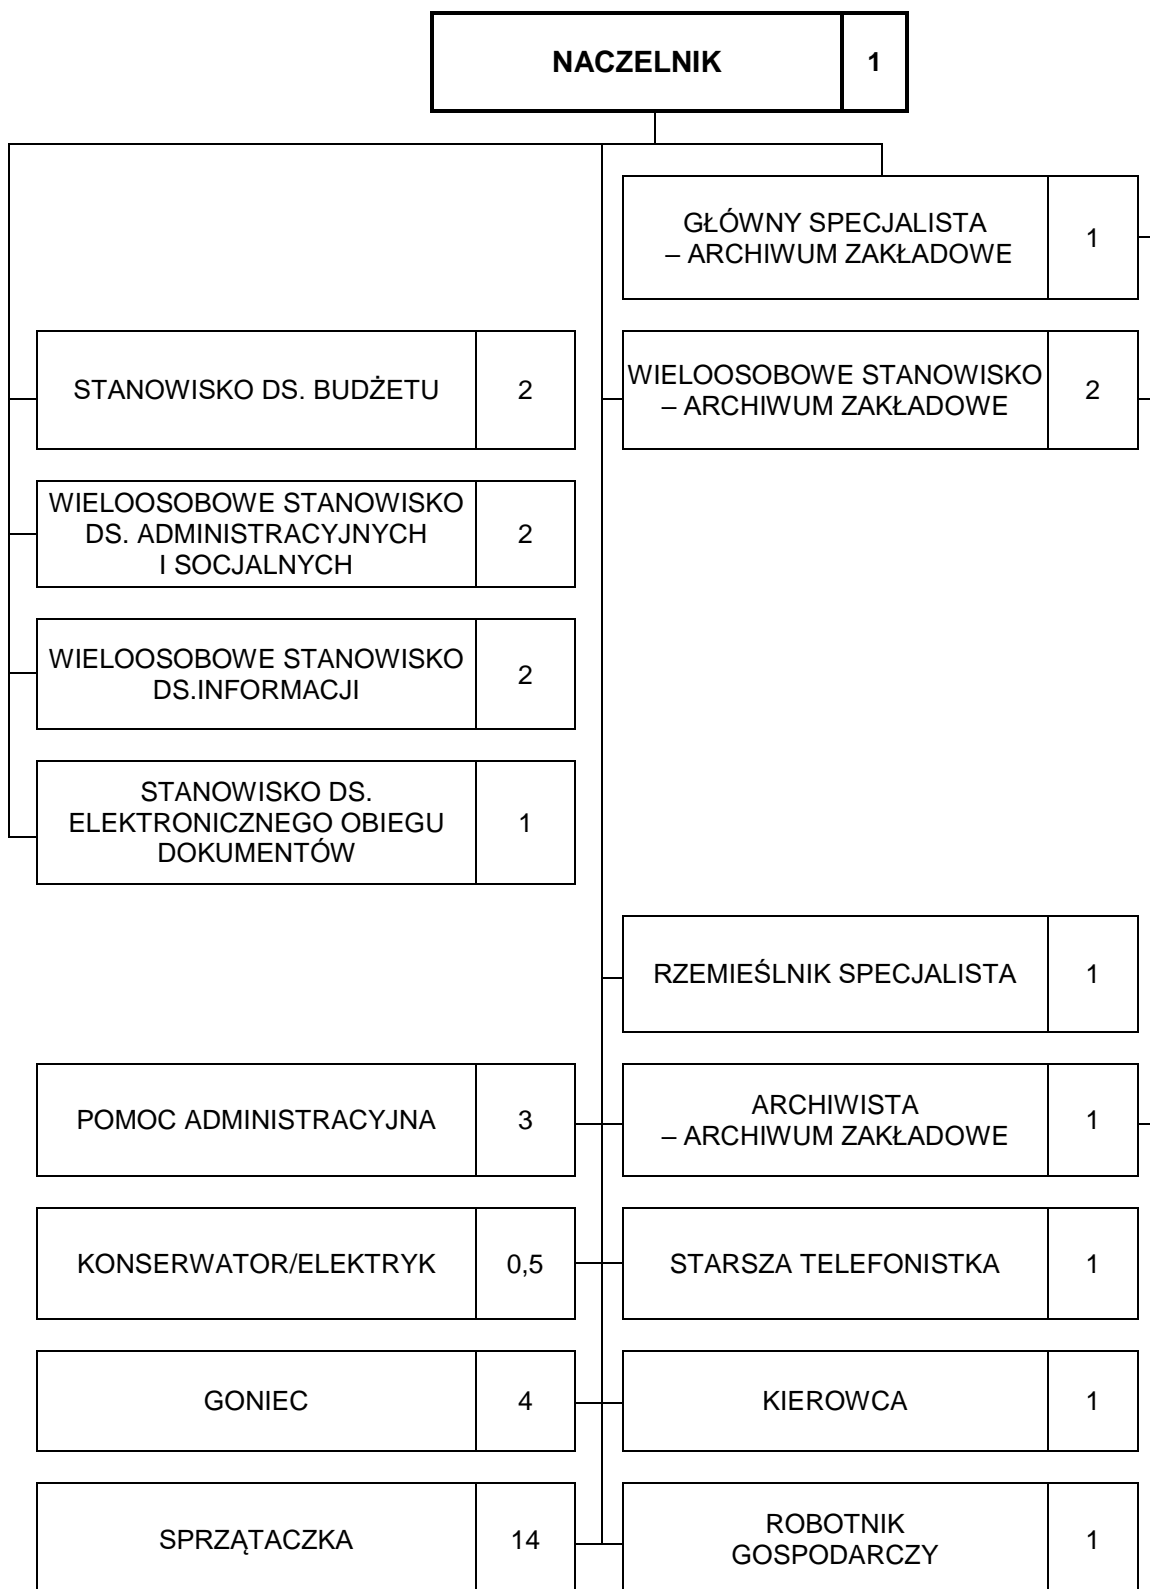 NACZELNIK 1
GŁÓWNY SPECJALISTA
– ARCHIWUM ZAKŁADOWE
1
STANOWISKO DS. BUDŻETU 2
WIELOOSOBOWE STANOWISKO
– ARCHIWUM ZAKŁADOWE
2
WIELOOSOBOWE STANOWISKO
DS. ADMINISTRACYJNYCH
I SOCJALNYCH
2
WIELOOSOBOWE STANOWISKO
DS.INFORMACJI
2
STANOWISKO DS.
ELEKTRONICZNEGO OBIEGU
DOKUMENTÓW
1
RZEMIEŚLNIK SPECJALISTA 1
POMOC ADMINISTRACYJNA 3
ARCHIWISTA
– ARCHIWUM ZAKŁADOWE
1
KONSERWATOR/ELEKTRYK 0,5
STARSZA TELEFONISTKA 1
GONIEC 4
KIEROWCA 1
SPRZĄTACZKA 14
ROBOTNIK
GOSPODARCZY
1